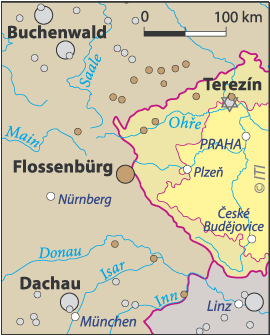 0 100 km
Buchenwald
Saale
Terezín
Main
Ohře
PRAHA
Flossenbürg
Plzeň
© ITI
Nürnberg
České
Budějovice
Donau
Isar
Dachau
Inn
Linz
München